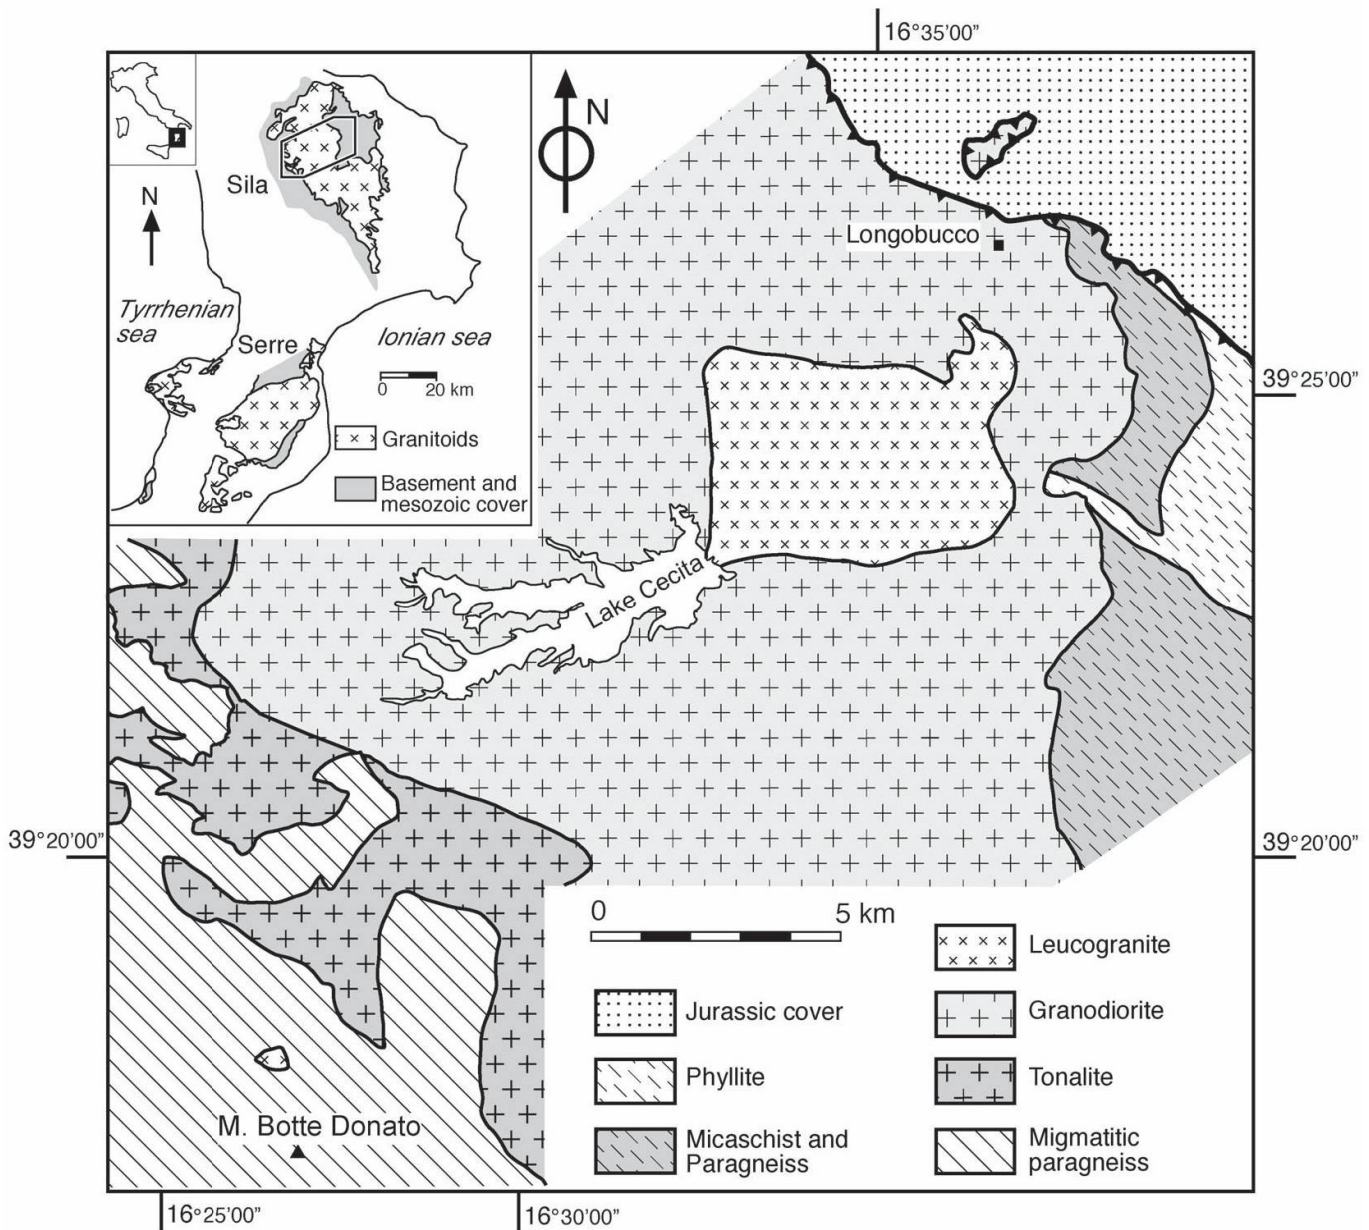 16°35'00"
N
Sila
N
Longobucco
Tyrrhenian
sea
Ionian sea
Serre
0 20 km
Granitoids
Basement and
mesozoic cover
39°25'00"
Lake Cecita
39°20'00"
39°20'00"
0 5 km
Leucogranite
Jurassic cover
Granodiorite
Phyllite
Tonalite
Micaschist and
Paragneiss
Migmatitic
paragneiss
M. Botte Donato
16°25'00"
16°30'00"